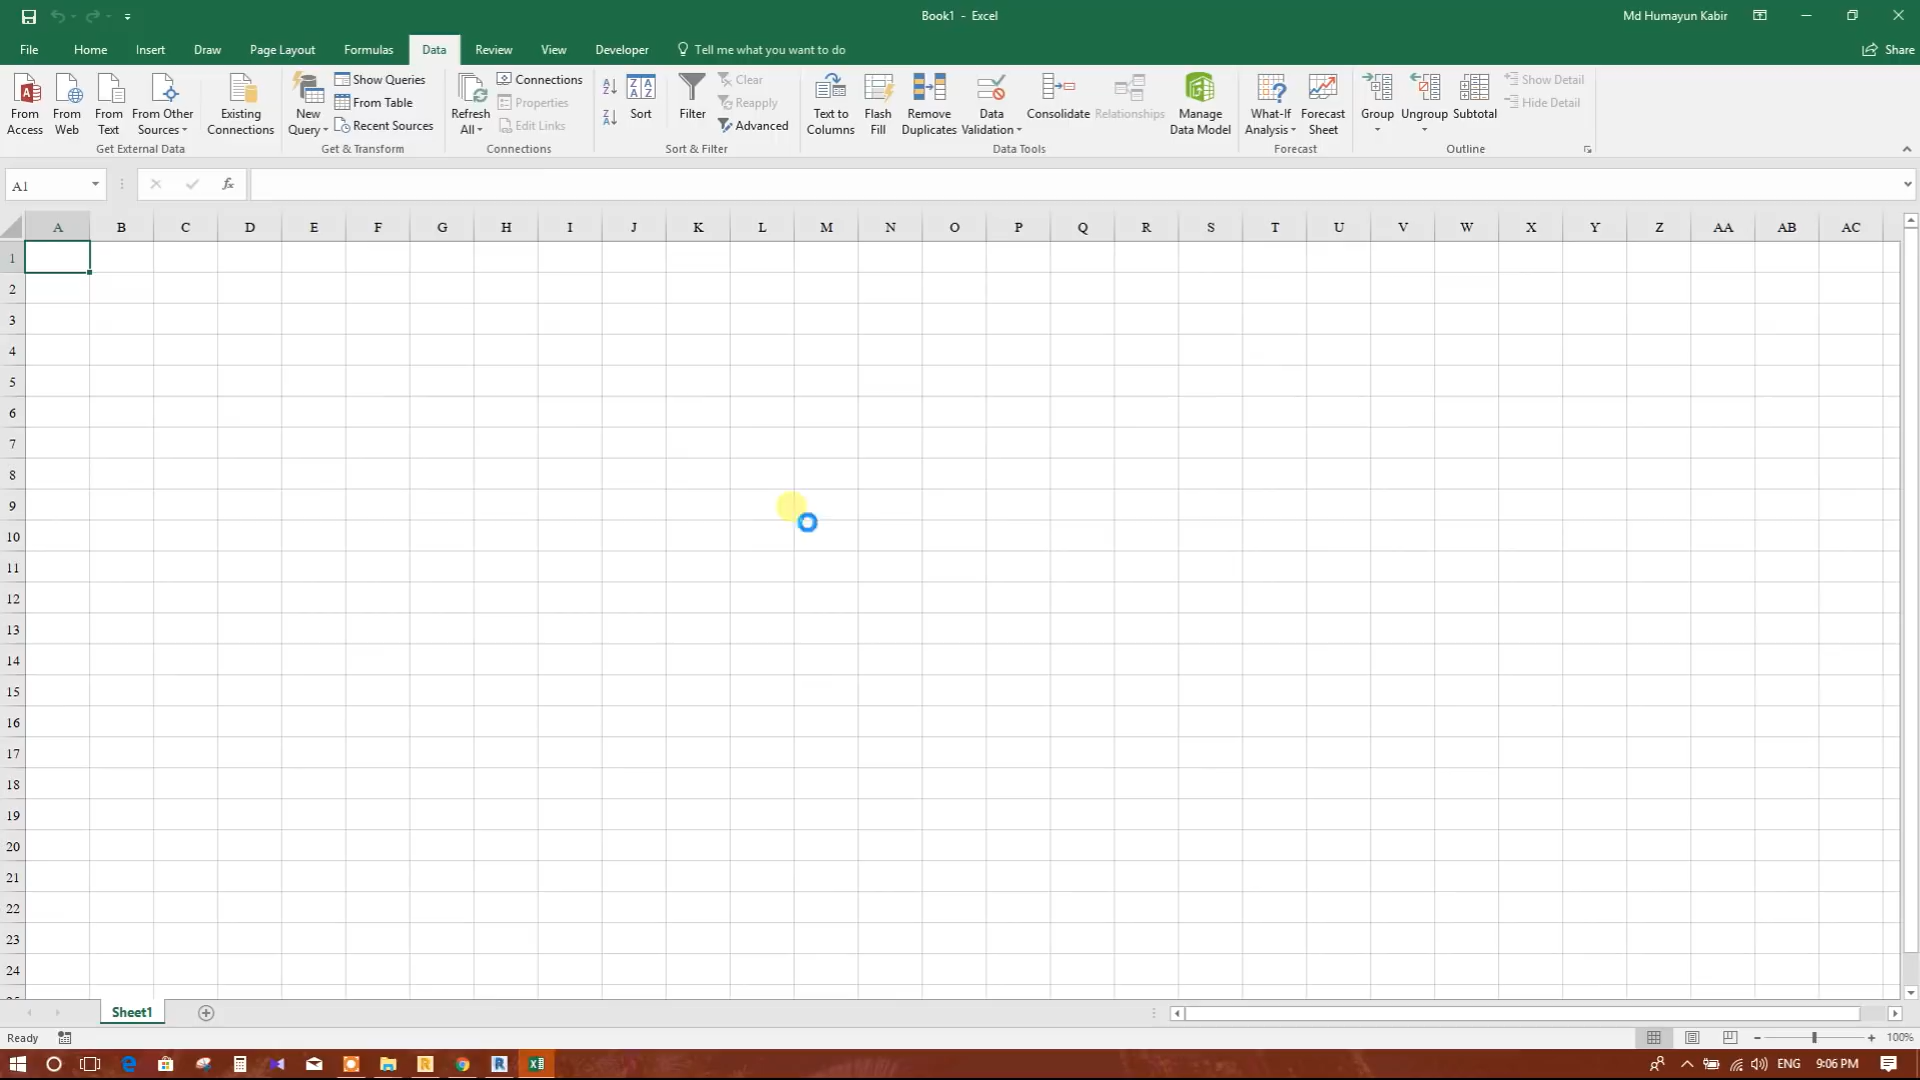 Book1 - Excel
Md Humayun Kabir
File Home Insert Draw Page Layout Formulas Data Review View Developer Tell me what you want to do Share
From Access
From Web
From Text
From Other Sources
Existing Connections
Get External Data
New Query
Show Queries
From Table
Recent Sources
Get & Transform
Refresh All
Connections
Properties
Edit Links
Connections
Sort
Filter
Clear
Reapply
Advanced
Sort & Filter
Text to Columns
Flash Fill
Remove Duplicates
Data Validation
Consolidate
Relationships
Manage Data Model
Data Tools
What-If Analysis
Forecast Sheet
Forecast
Group
Ungroup
Subtotal
Show Detail
Hide Detail
Outline
A1
fx
A B C D E F G H I J K L M N O P Q R S T U V W X Y Z AA AB AC
1
2
3
4
5
6
7
8
9
10
11
12
13
14
15
16
17
18
19
20
21
22
23
24
Sheet1
Ready
100%
ENG
9:06 PM